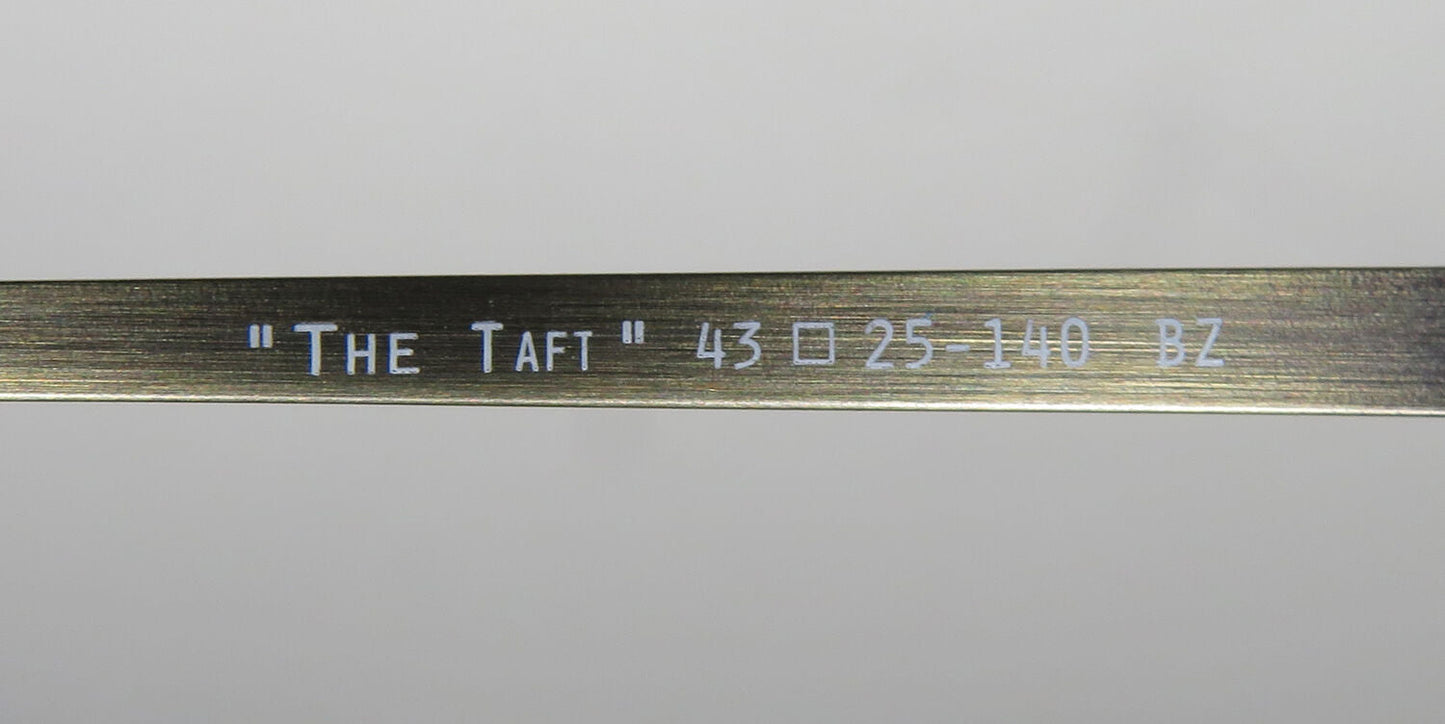 "THE TAFT" 43 □ 25-140 BZ